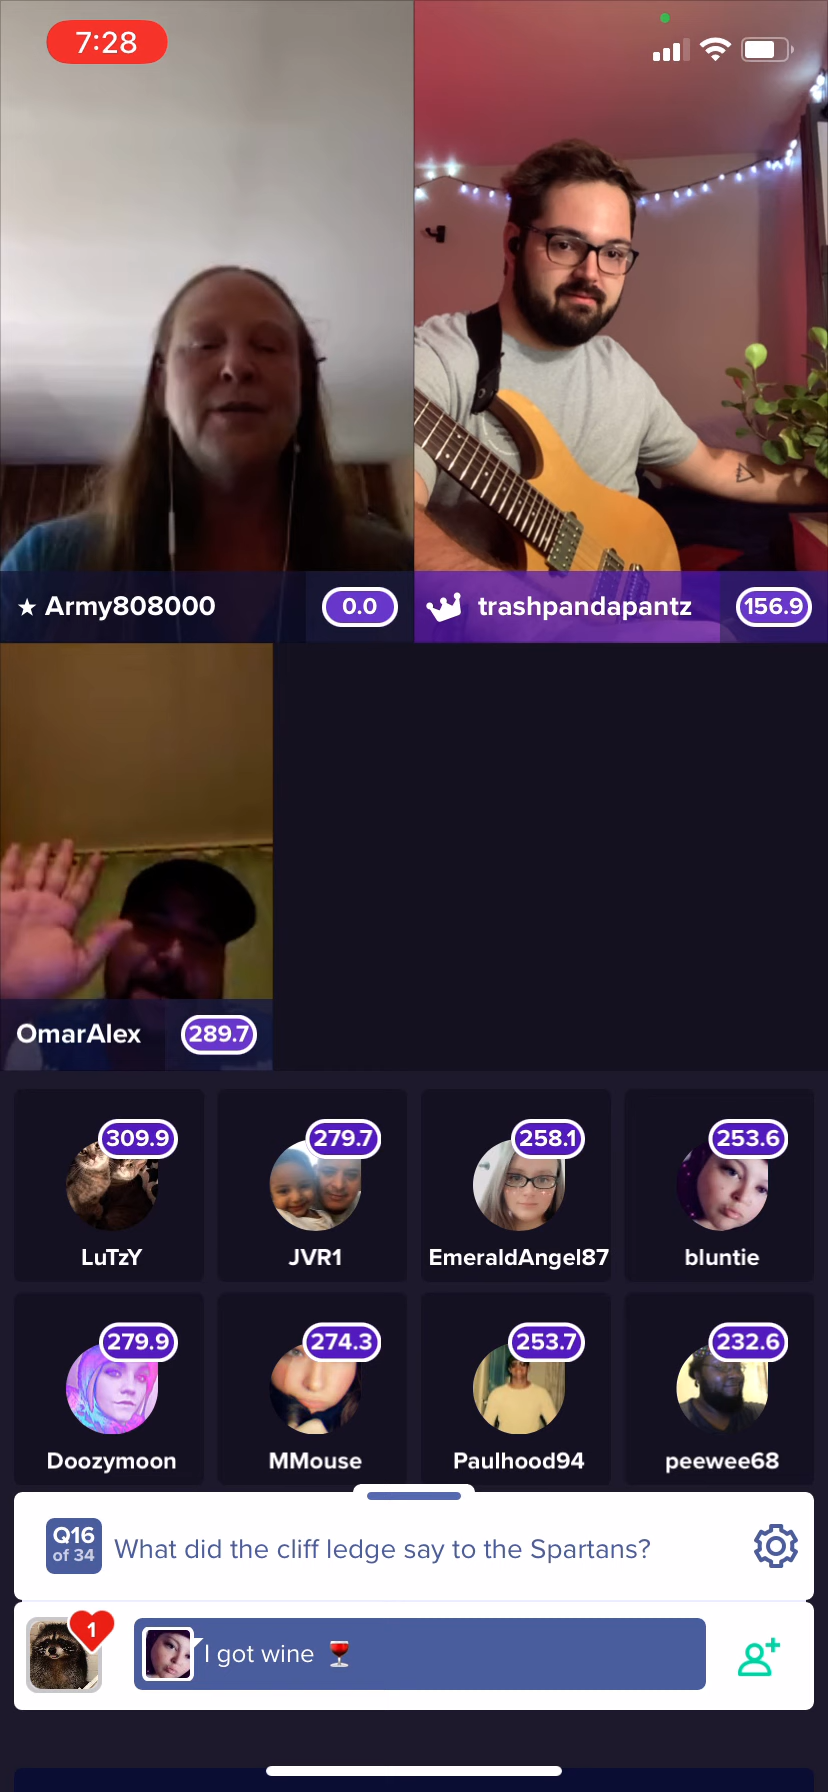 7:28
★ Army808000
0.0
trashpandapantz
156.9
OmarAlex
289.7
309.9
279.7
258.1
253.6
LuTzY
JVR1
EmeraldAngel87
bluntie
279.9
274.3
253.7
232.6
Doozymoon
MMouse
Paulhood94
peewee68
Q16
of 34
What did the cliff ledge say to the Spartans?
1
I got wine 🍷